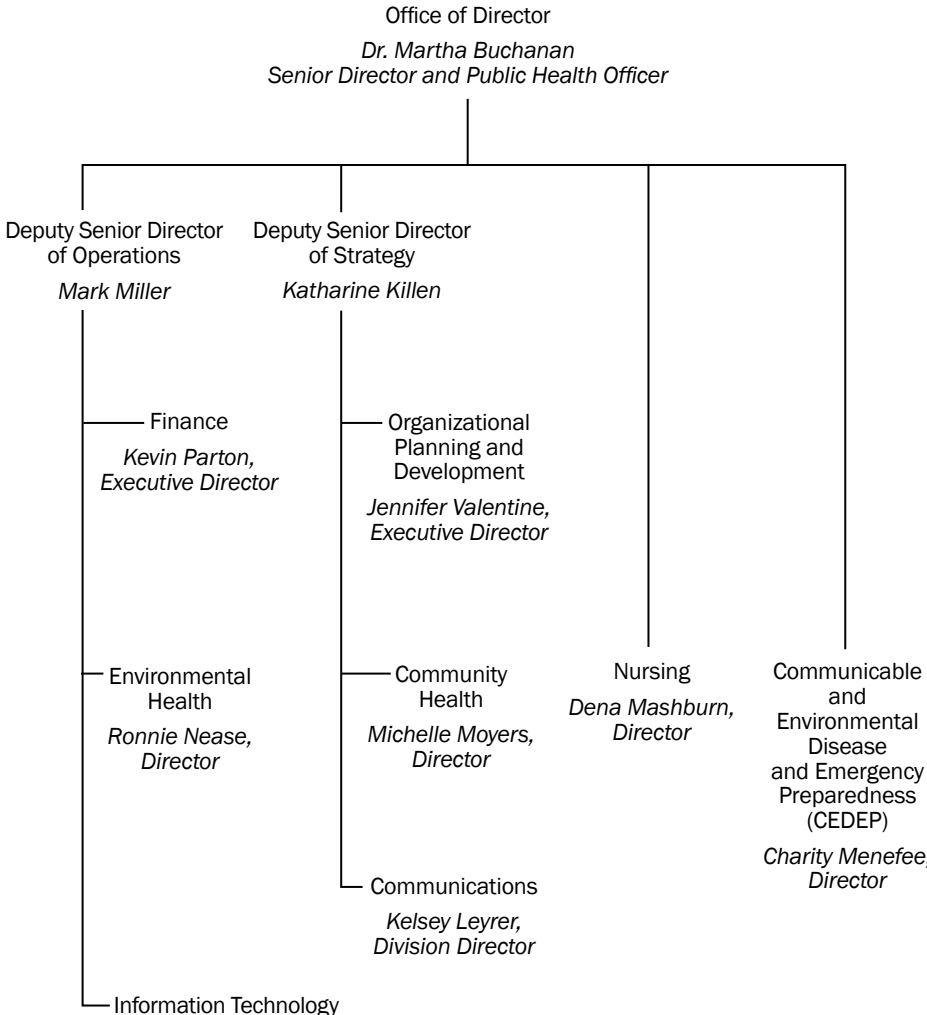 Office of Director
Dr. Martha Buchanan
Senior Director and Public Health Officer
Deputy Senior Director
of Operations
Mark Miller
Deputy Senior Director
of Strategy
Katharine Killen
Finance
Kevin Parton,
Executive Director
Organizational
Planning and
Development
Jennifer Valentine,
Executive Director
Environmental
Health
Ronnie Nease,
Director
Community
Health
Michelle Moyers,
Director
Nursing
Dena Mashburn,
Director
Communicable
and
Environmental
Disease
and Emergency
Preparedness
(CEDEP)
Charity Menefee,
Director
Communications
Kelsey Leyrer,
Division Director
Information Technology